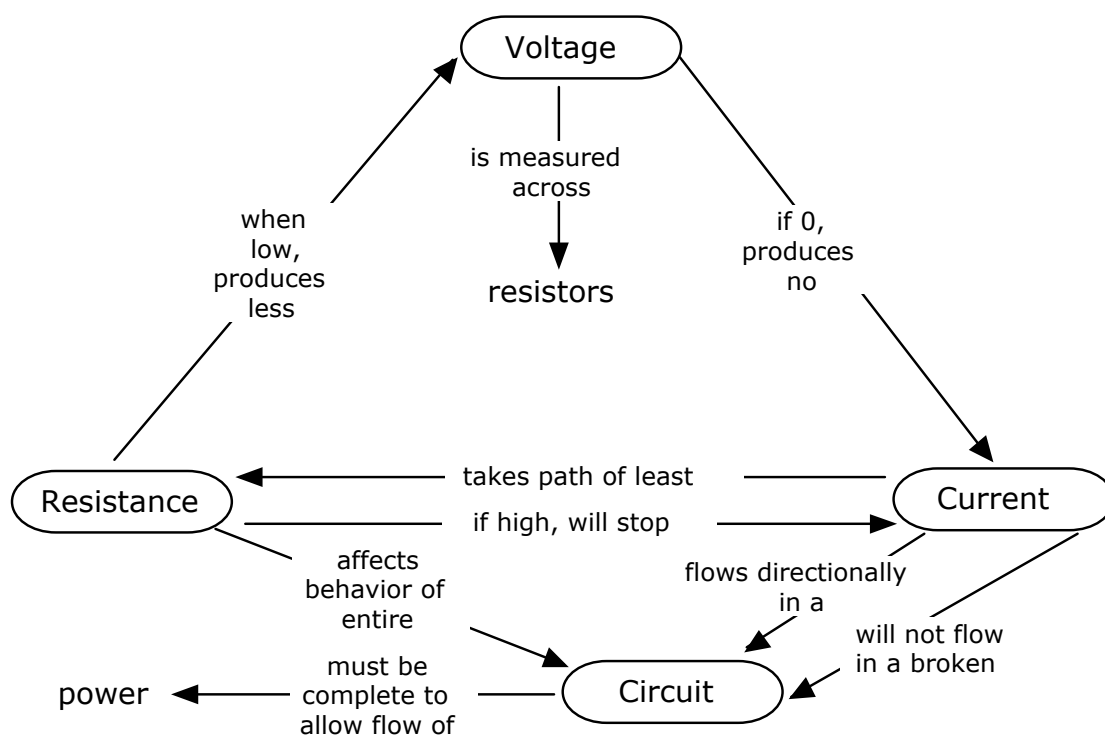 Voltage
is measured
across
resistors
when
low,
produces
less
if 0,
produces
no
Resistance
takes path of least
if high, will stop
Current
affects
behavior of
entire
flows directionally
in a
will not flow
in a broken
power
must be
complete to
allow flow of
Circuit